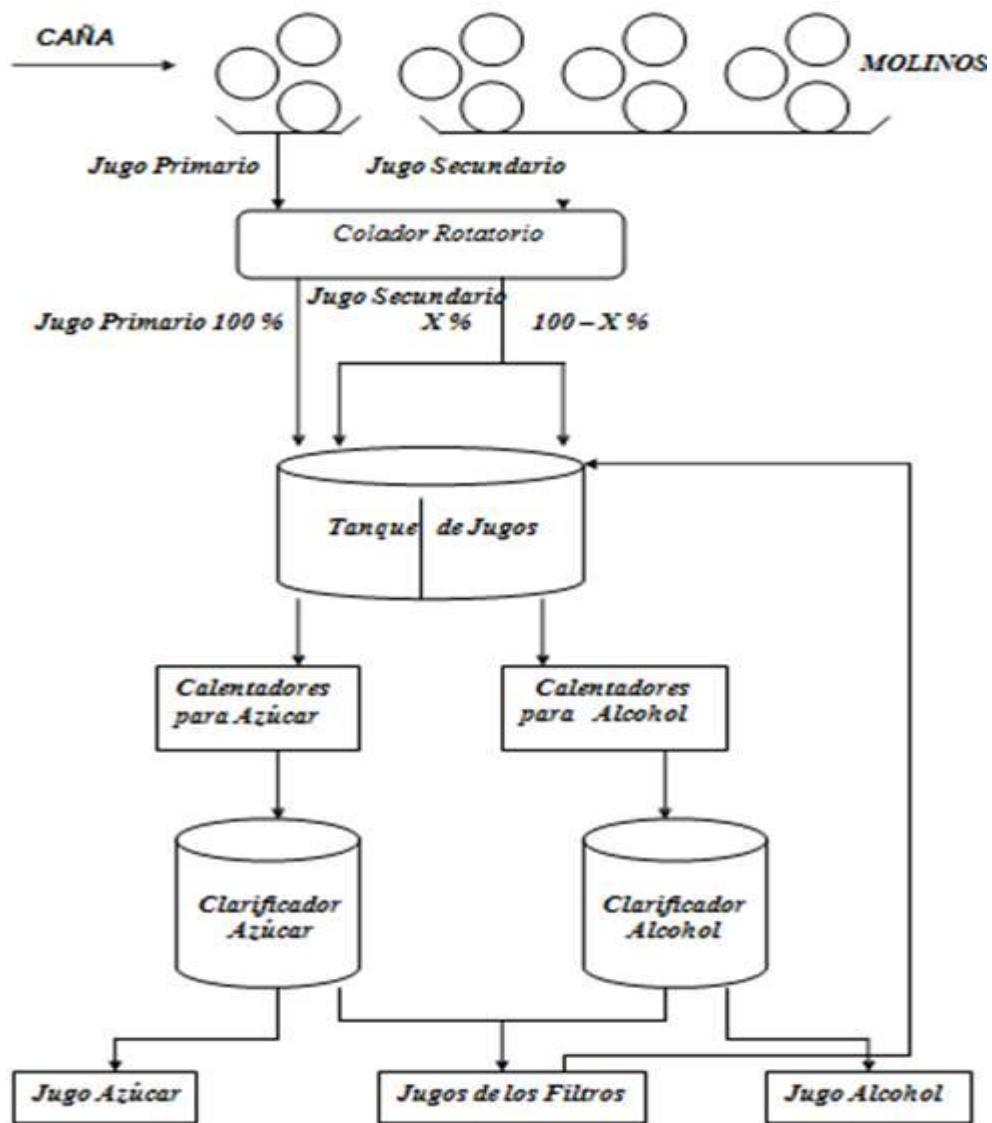 CAÑA
MOLINOS
Jugo Primario
Jugo Secundario
Colador Rotatorio
Jugo Secundario
Jugo Primario 100 %
X %
100 – X %
Tanque de Jugos
Calentadores
para Azúcar
Calentadores
para Alcohol
Clarificador
Azúcar
Clarificador
Alcohol
Jugo Azúcar
Jugos de los Filtros
Jugo Alcohol